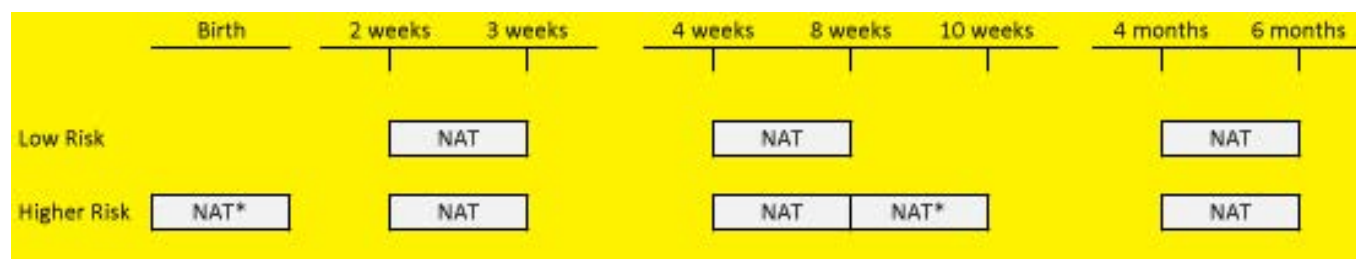 Birth 2 weeks 3 weeks 4 weeks 8 weeks 10 weeks 4 months 6 months
Low Risk NAT NAT NAT
Higher Risk NAT* NAT NAT NAT* NAT